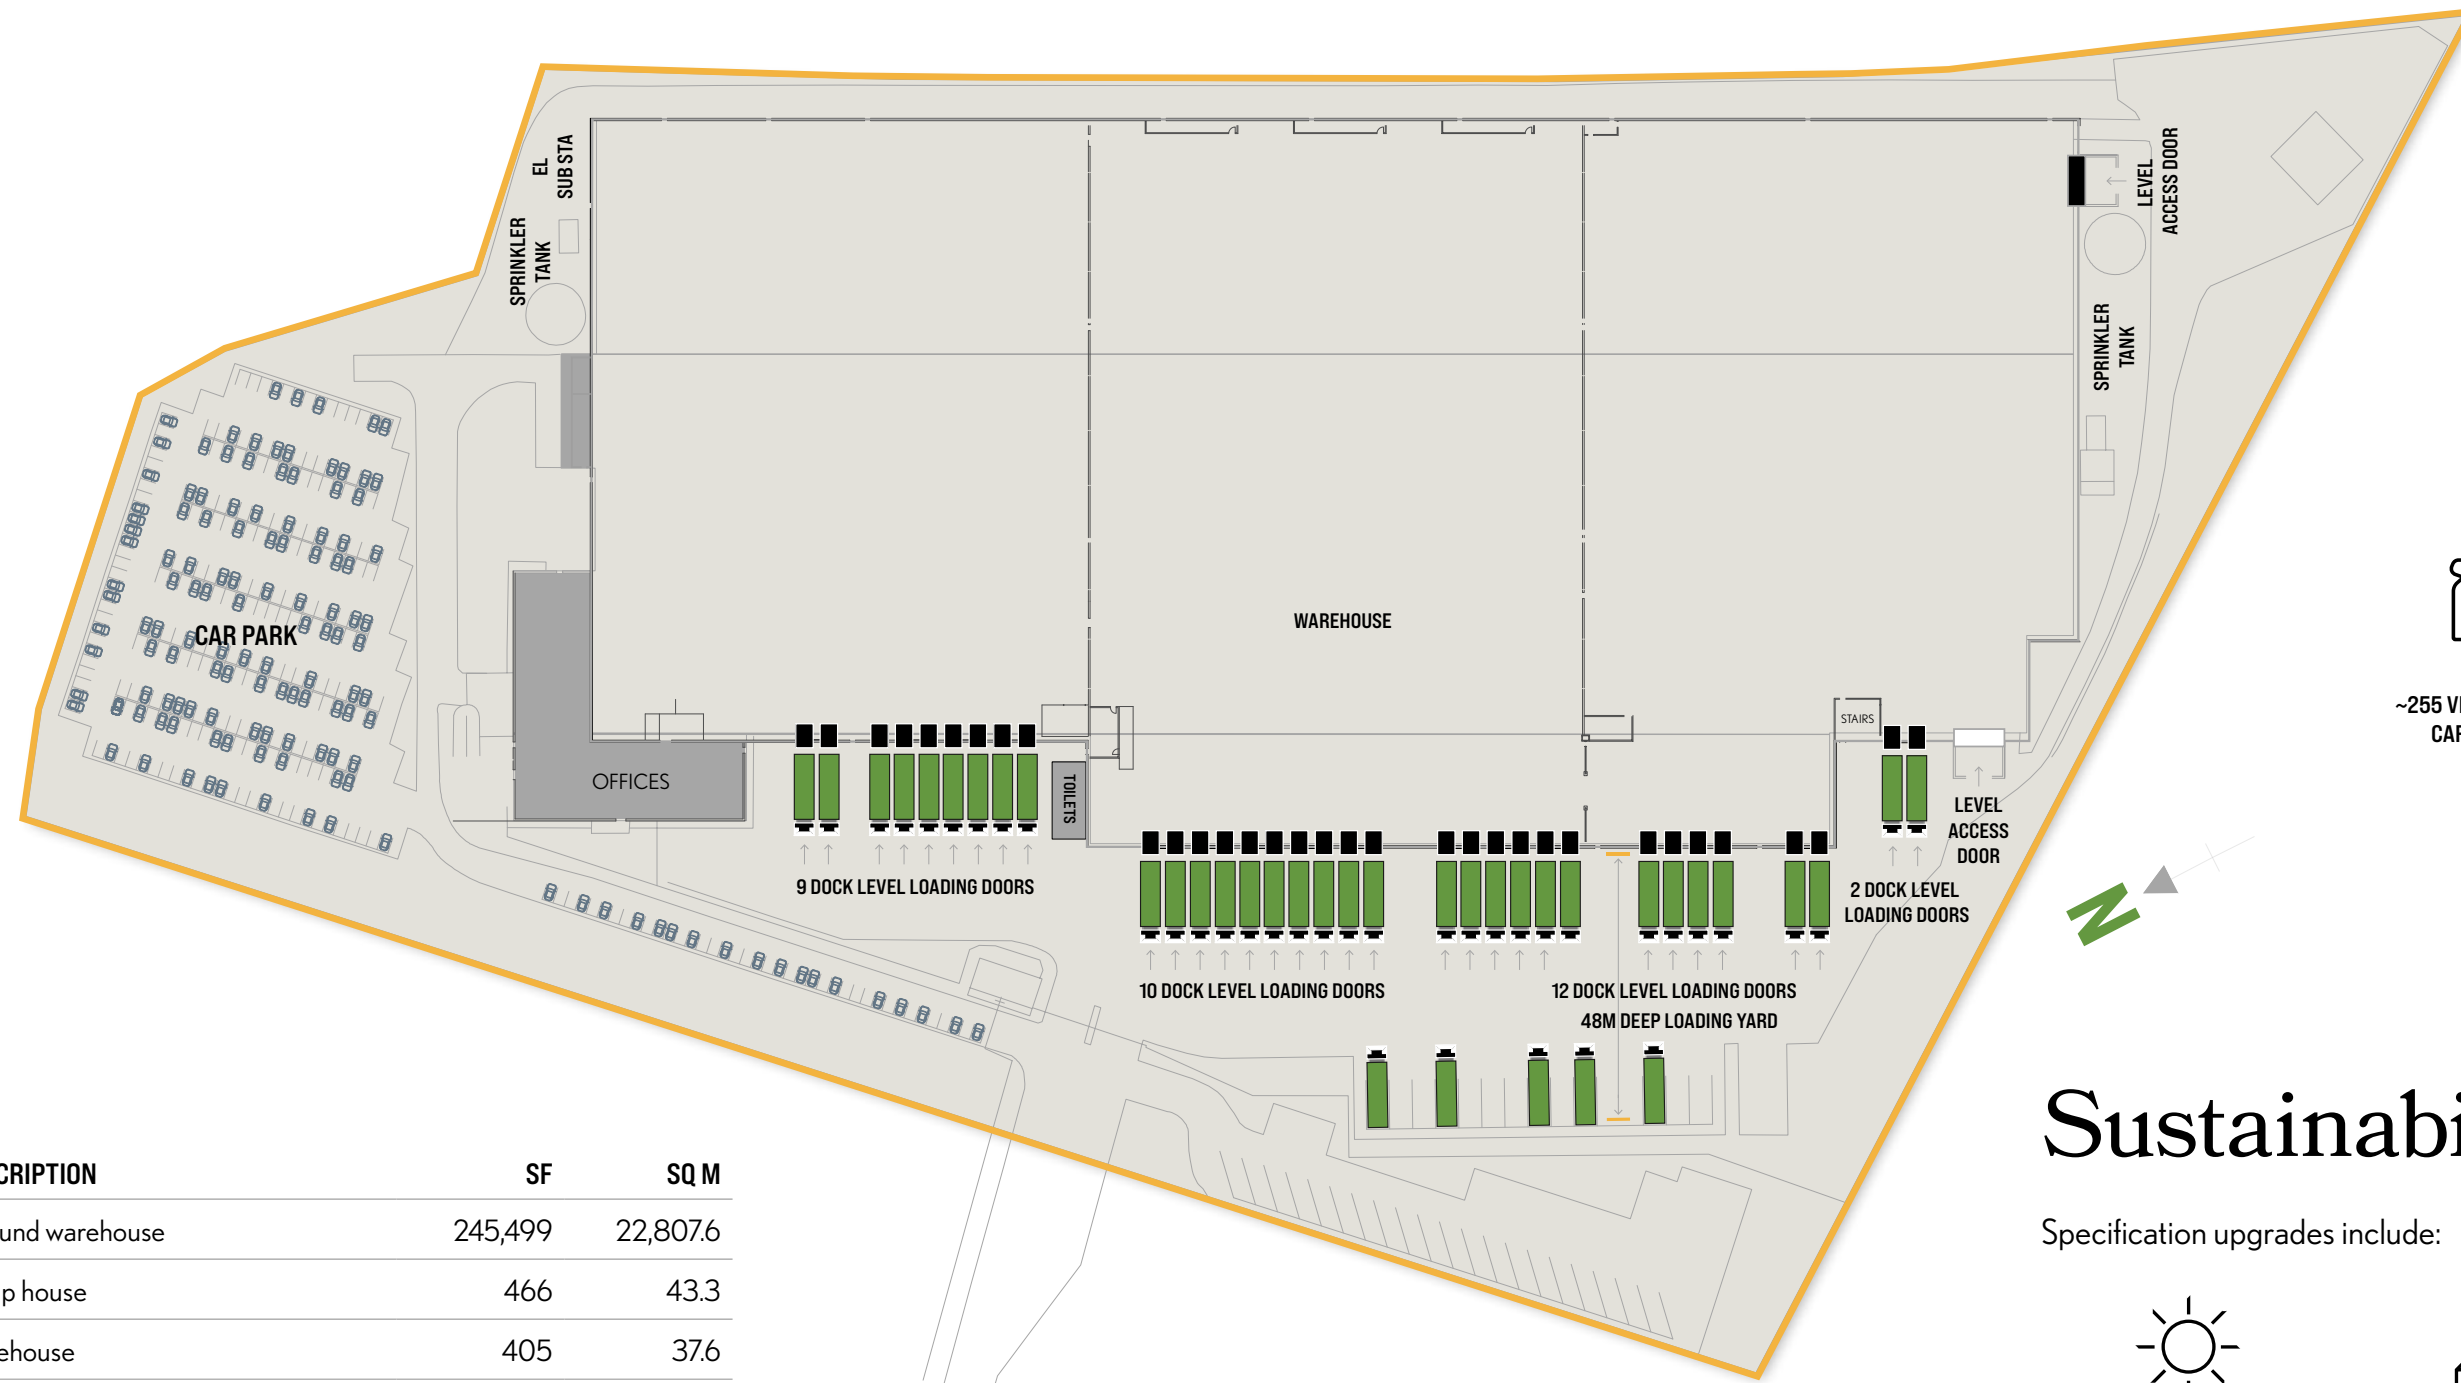 EL
SUB STA
SPRINKLER
TANK
LEVEL
ACCESS DOOR
SPRINKLER
TANK
CAR PARK
WAREHOUSE
STAIRS
OFFICES
TOILETS
9 DOCK LEVEL LOADING DOORS
LEVEL
ACCESS
DOOR
2 DOCK LEVEL
LOADING DOORS
10 DOCK LEVEL LOADING DOORS
12 DOCK LEVEL LOADING DOORS
48M DEEP LOADING YARD
N
~255 V
CAR
CRIPTION SF SQ M
und warehouse 245,499 22,807.6
p house 466 43.3
ehouse 405 37.6
Sustainabi
Specification upgrades include: